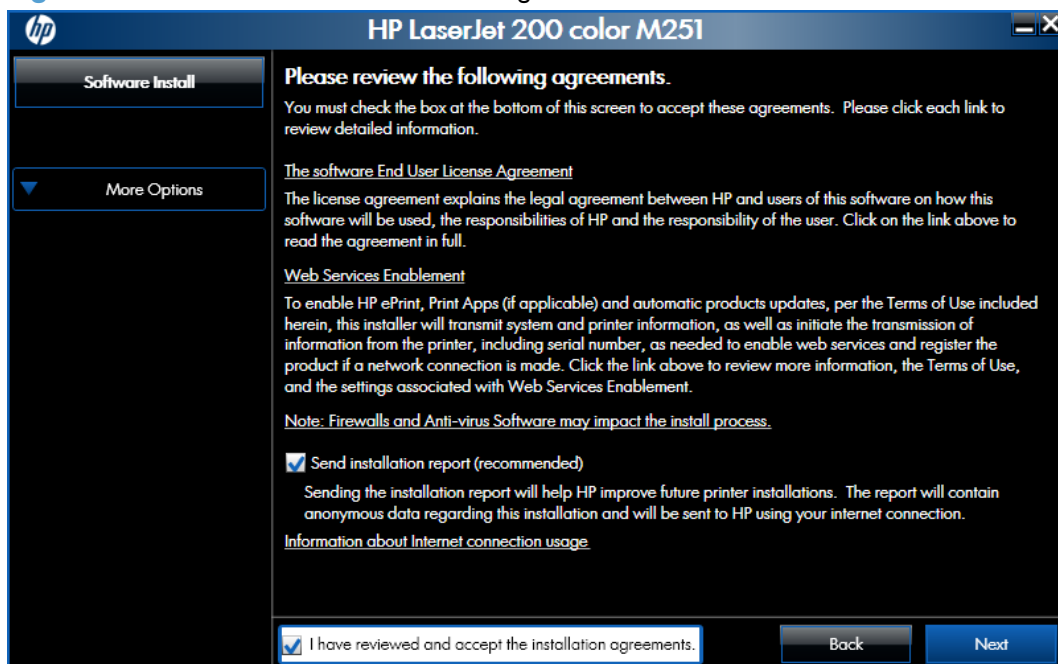 hp
HP LaserJet 200 color M251
Software Install
More Options
Please review the following agreements.
You must check the box at the bottom of this screen to accept these agreements. Please click each link to
review detailed information.
The software End User License Agreement
The license agreement explains the legal agreement between HP and users of this software on how this
software will be used, the responsibilities of HP and the responsibility of the user. Click on the link above to
read the agreement in full.
Web Services Enablement
To enable HP ePrint, Print Apps (if applicable) and automatic products updates, per the Terms of Use included
herein, this installer will transmit system and printer information, as well as initiate the transmission of
information from the printer, including serial number, as needed to enable web services and register the
product if a network connection is made. Click the link above to review more information, the Terms of Use,
and the settings associated with Web Services Enablement.
Note: Firewalls and Anti-virus Software may impact the install process.
Send installation report (recommended)
Sending the installation report will help HP improve future printer installations. The report will contain
anonymous data regarding this installation and will be sent to HP using your internet connection.
Information about Internet connection usage
I have reviewed and accept the installation agreements.
Back
Next